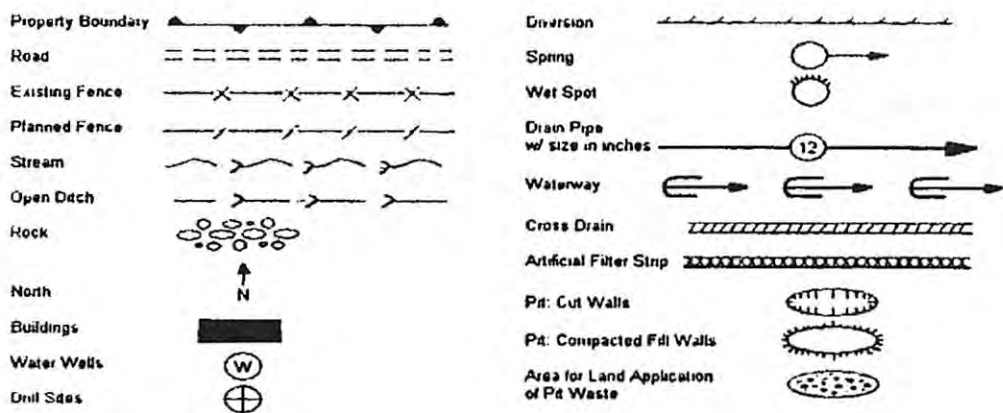 Property Boundary
Road
Existing Fence
Planned Fence
Stream
Open Ditch
Rock
N
North
Buildings
Water Wells
W
Drill Sites
Diversion
Spring
Wet Spot
Drain Pipe
w/ size in inches
12
Waterway
Cross Drain
Artificial Filter Strip
Pit: Cut Walls
Pit: Compacted Fill Walls
Area for Land Application
of Pit Waste